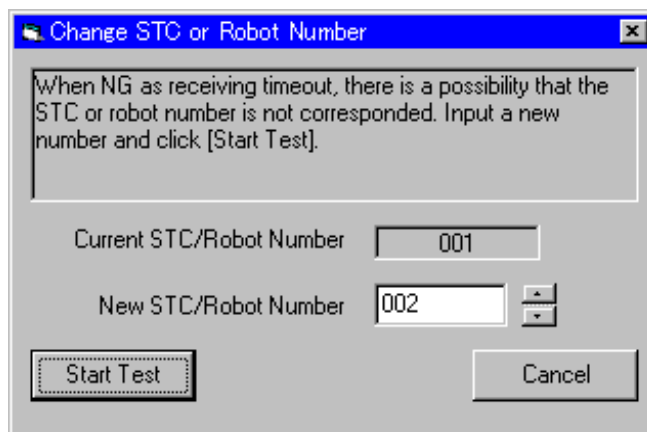 Change STC or Robot Number
When NG as receiving timeout, there is a possibility that the
STC or robot number is not corresponded. Input a new
number and click [Start Test].
Current STC/Robot Number 001
New STC/Robot Number 002
Start Test Cancel